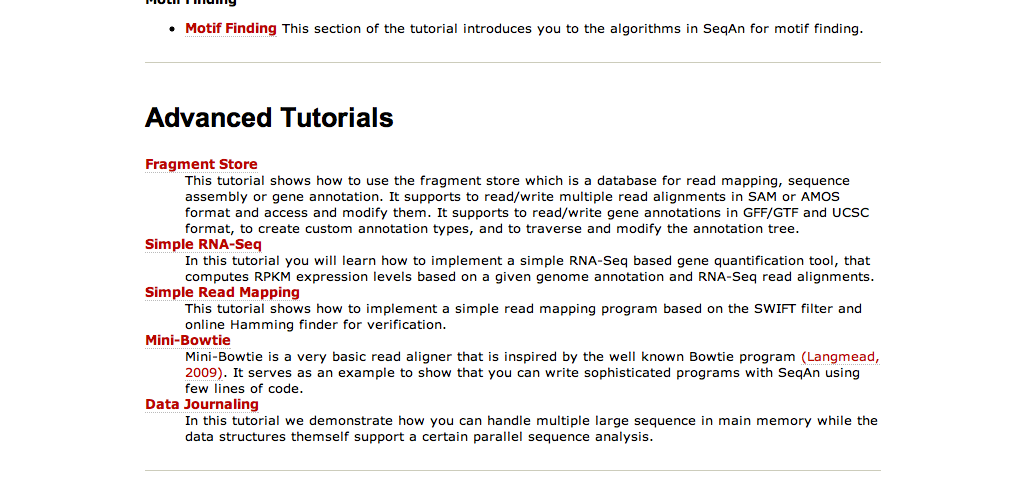 Motif Finding
• Motif Finding This section of the tutorial introduces you to the algorithms in SeqAn for motif finding.
Advanced Tutorials
Fragment Store
This tutorial shows how to use the fragment store which is a database for read mapping, sequence
assembly or gene annotation. It supports to read/write multiple read alignments in SAM or AMOS
format and access and modify them. It supports to read/write gene annotations in GFF/GTF and UCSC
format, to create custom annotation types, and to traverse and modify the annotation tree.
Simple RNA-Seq
In this tutorial you will learn how to implement a simple RNA-Seq based gene quantification tool, that
computes RPKM expression levels based on a given genome annotation and RNA-Seq read alignments.
Simple Read Mapping
This tutorial shows how to implement a simple read mapping program based on the SWIFT filter and
online Hamming finder for verification.
Mini-Bowtie
Mini-Bowtie is a very basic read aligner that is inspired by the well known Bowtie program (Langmead,
2009). It serves as an example to show that you can write sophisticated programs with SeqAn using
few lines of code.
Data Journaling
In this tutorial we demonstrate how you can handle multiple large sequence in main memory while the
data structures themself support a certain parallel sequence analysis.